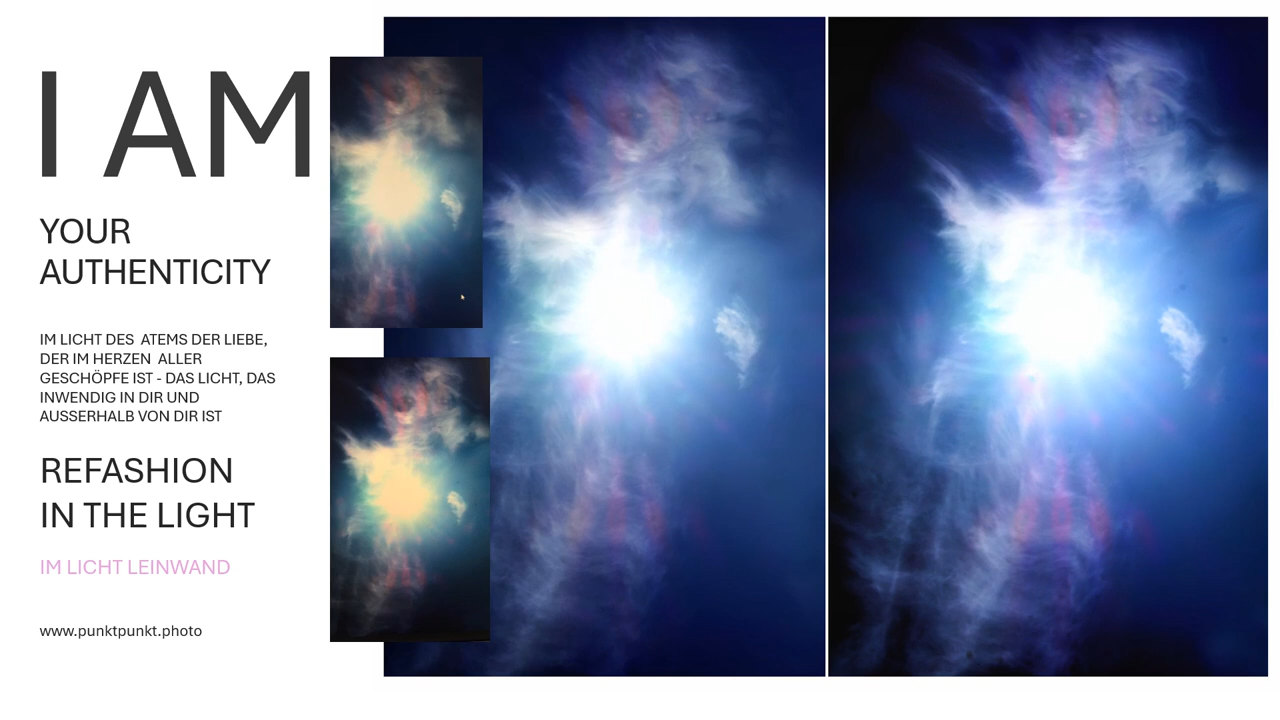 I AM
YOUR
AUTHENTICITY
IM LICHT DES  ATEMS DER LIEBE,
DER IM HERZEN  ALLER
GESCHÖPFE IST - DAS LICHT, DAS
INWENDIG IN DIR UND
AUSSERHALB VON DIR IST
REFASHION
IN THE LIGHT
IM LICHT LEINWAND
www.punktpunkt.photo